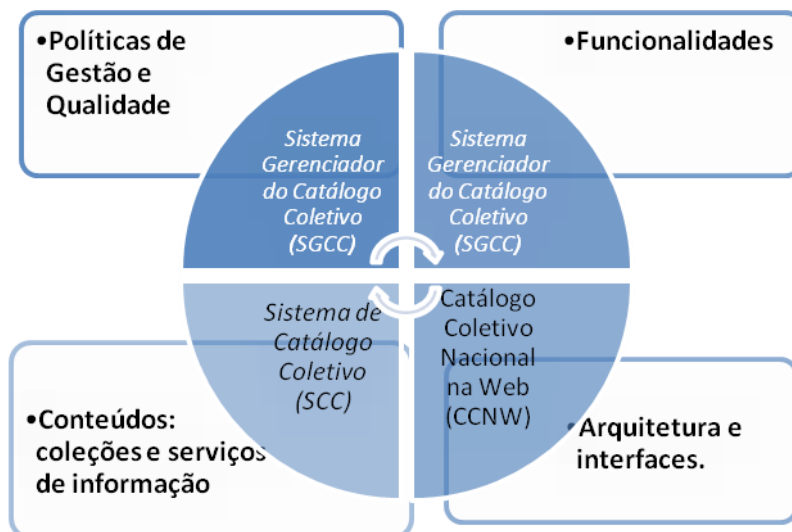 •Políticas de
Gestão e
Qualidade
•Funcionalidades
Sistema
Gerenciador
do Catálogo
Coletivo
(SGCC)
Sistema
Gerenciador
do Catálogo
Coletivo
(SGCC)
Sistema de
Catálogo
Coletivo
(SCC)
Catálogo
Coletivo
Nacional
na Web
(CCNW)
•Conteúdos:
coleções e serviços
de informação
•Arquitetura e
interfaces.